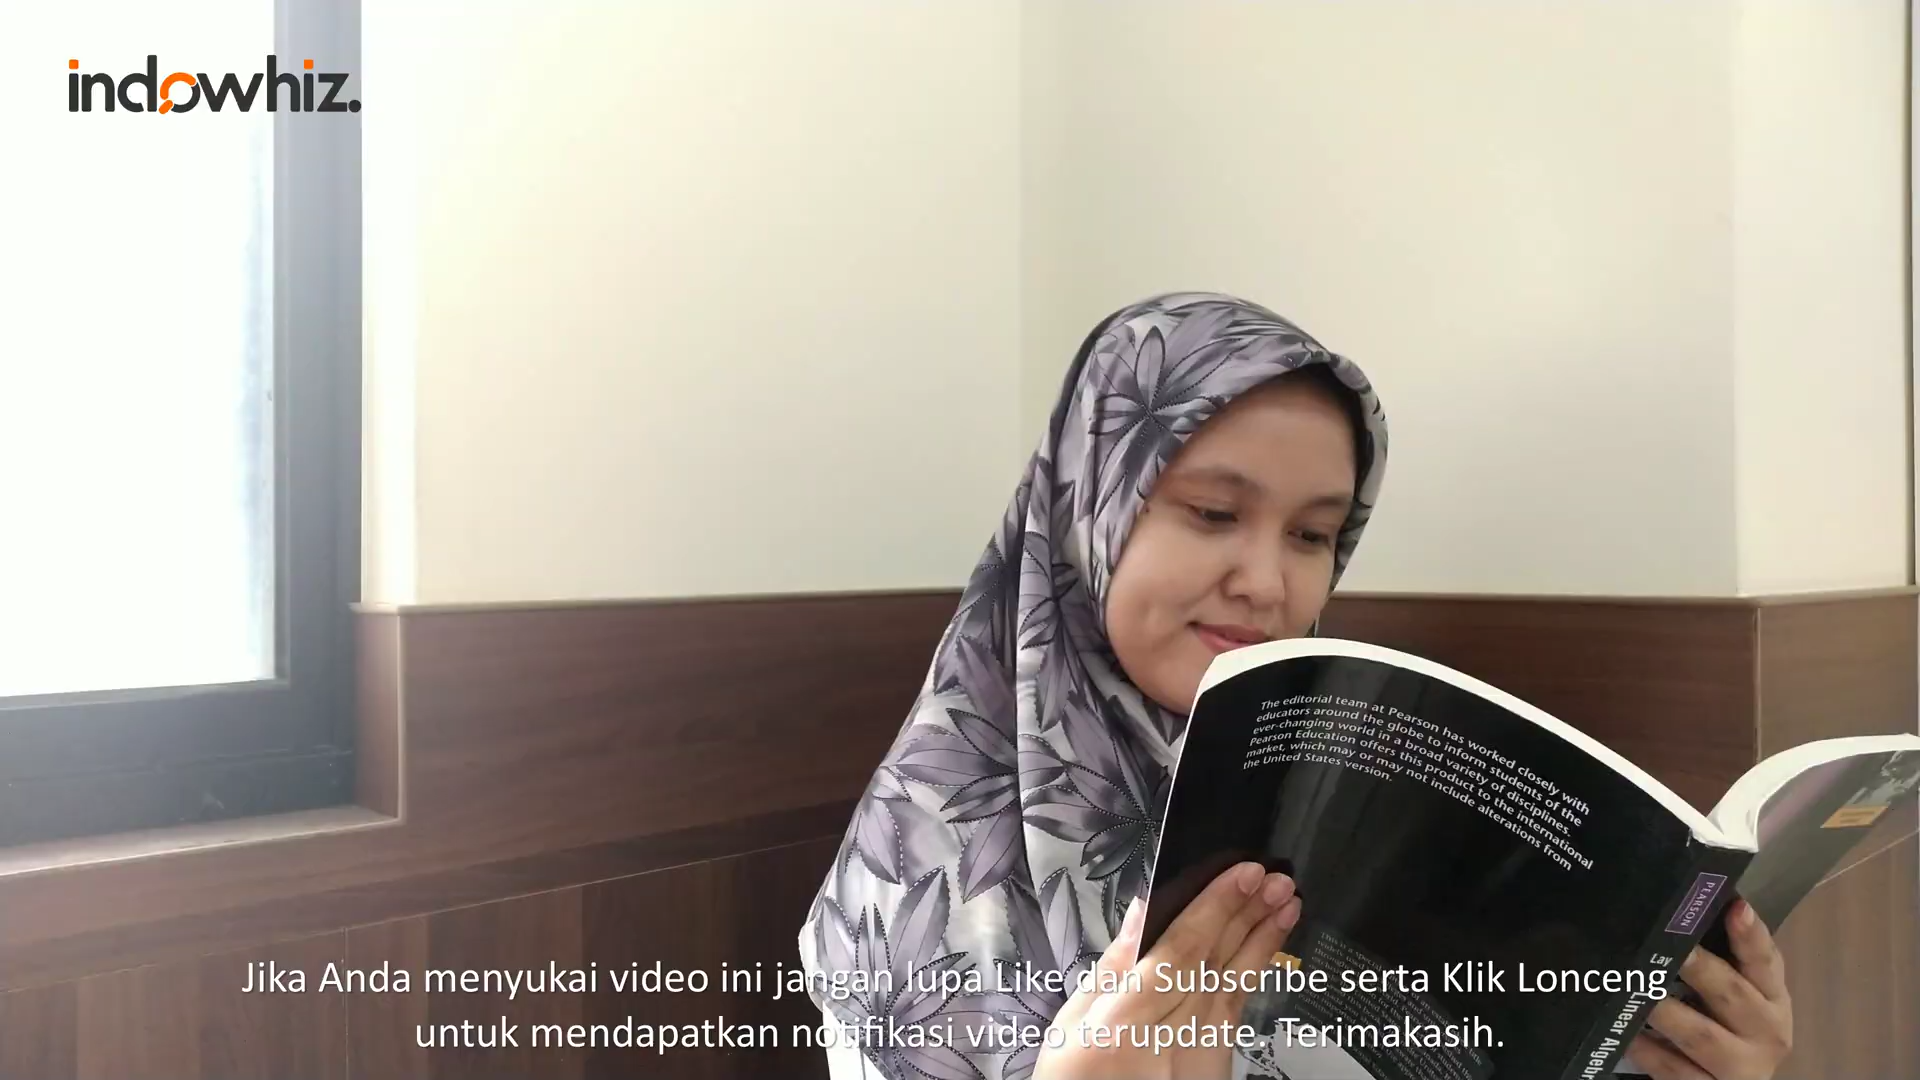 indowhiz.
The editorial team at Pearson has worked closely with
educators around the globe to inform students of the
ever-changing world in a broad variety of disciplines.
Pearson Education offers this product to the international
market, which may or may not include alterations from
the United States version.
PEARSON
Lay
Linear Algebr
Jika Anda menyukai video ini jangan lupa Like dan Subscribe serta Klik Lonceng
untuk mendapatkan notifikasi video terupdate. Terimakasih.